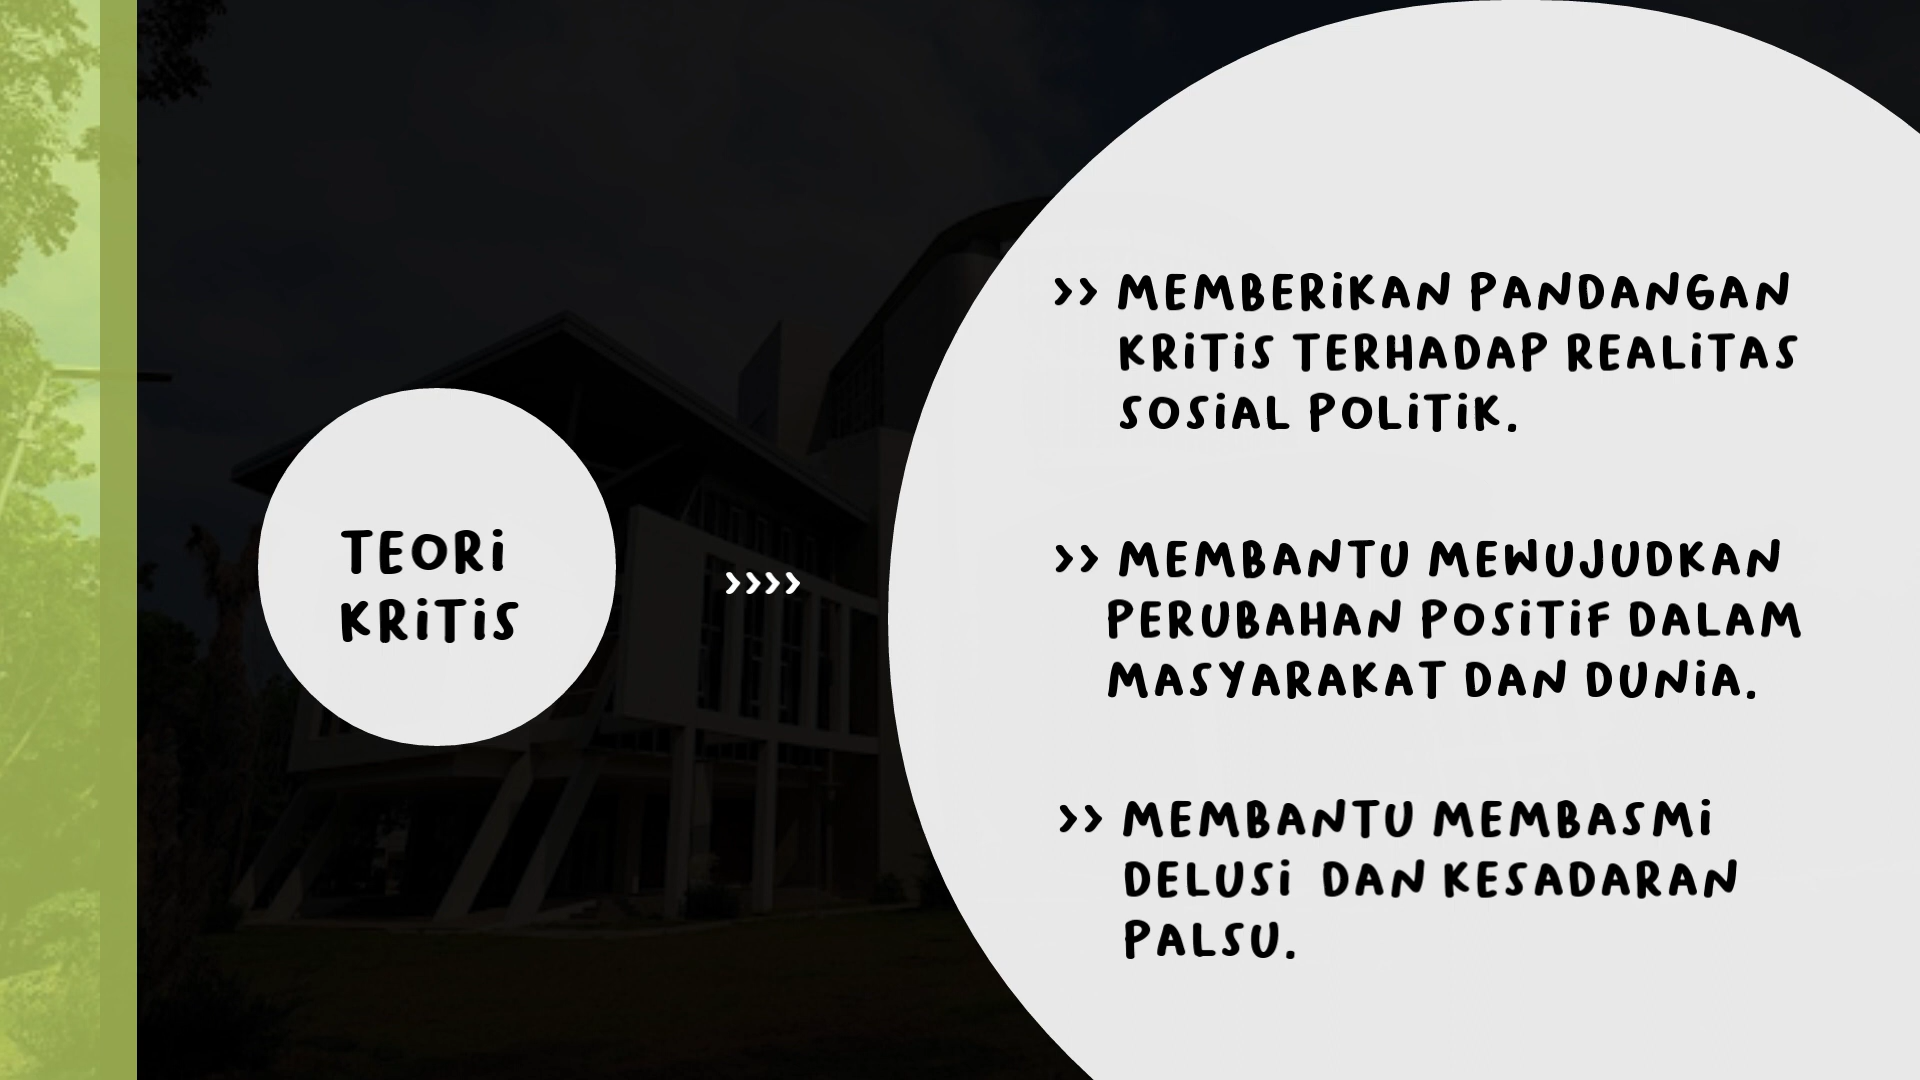 TEORI
KRITIS
>>>>
>> MEMBERIKAN PANDANGAN
KRITIS TERHADAP REALITAS
SOSIAL POLITIK.
>> MEMBANTU MEWUJUDKAN
PERUBAHAN POSITIF DALAM
MASYARAKAT DAN DUNIA.
>> MEMBANTU MEMBASMI
DELUSI DAN KESADARAN
PALSU.